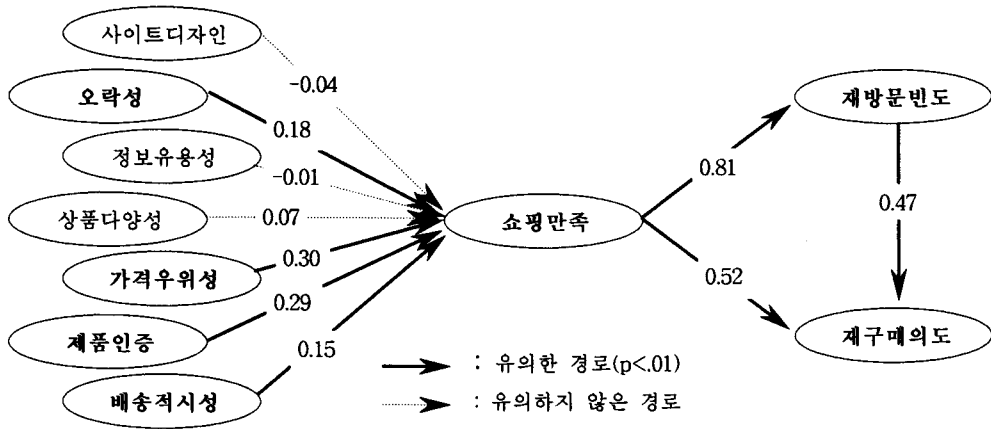 사이트디자인
-0.04
오락성
0.18
정보유용성
-0.01
상품다양성
0.07
가격우위성
0.30
제품인증
0.29
배송적시성
0.15
쇼핑만족
0.81
0.52
재방문빈도
0.47
재구매의도
: 유의한 경로(p<.01)
: 유의하지 않은 경로